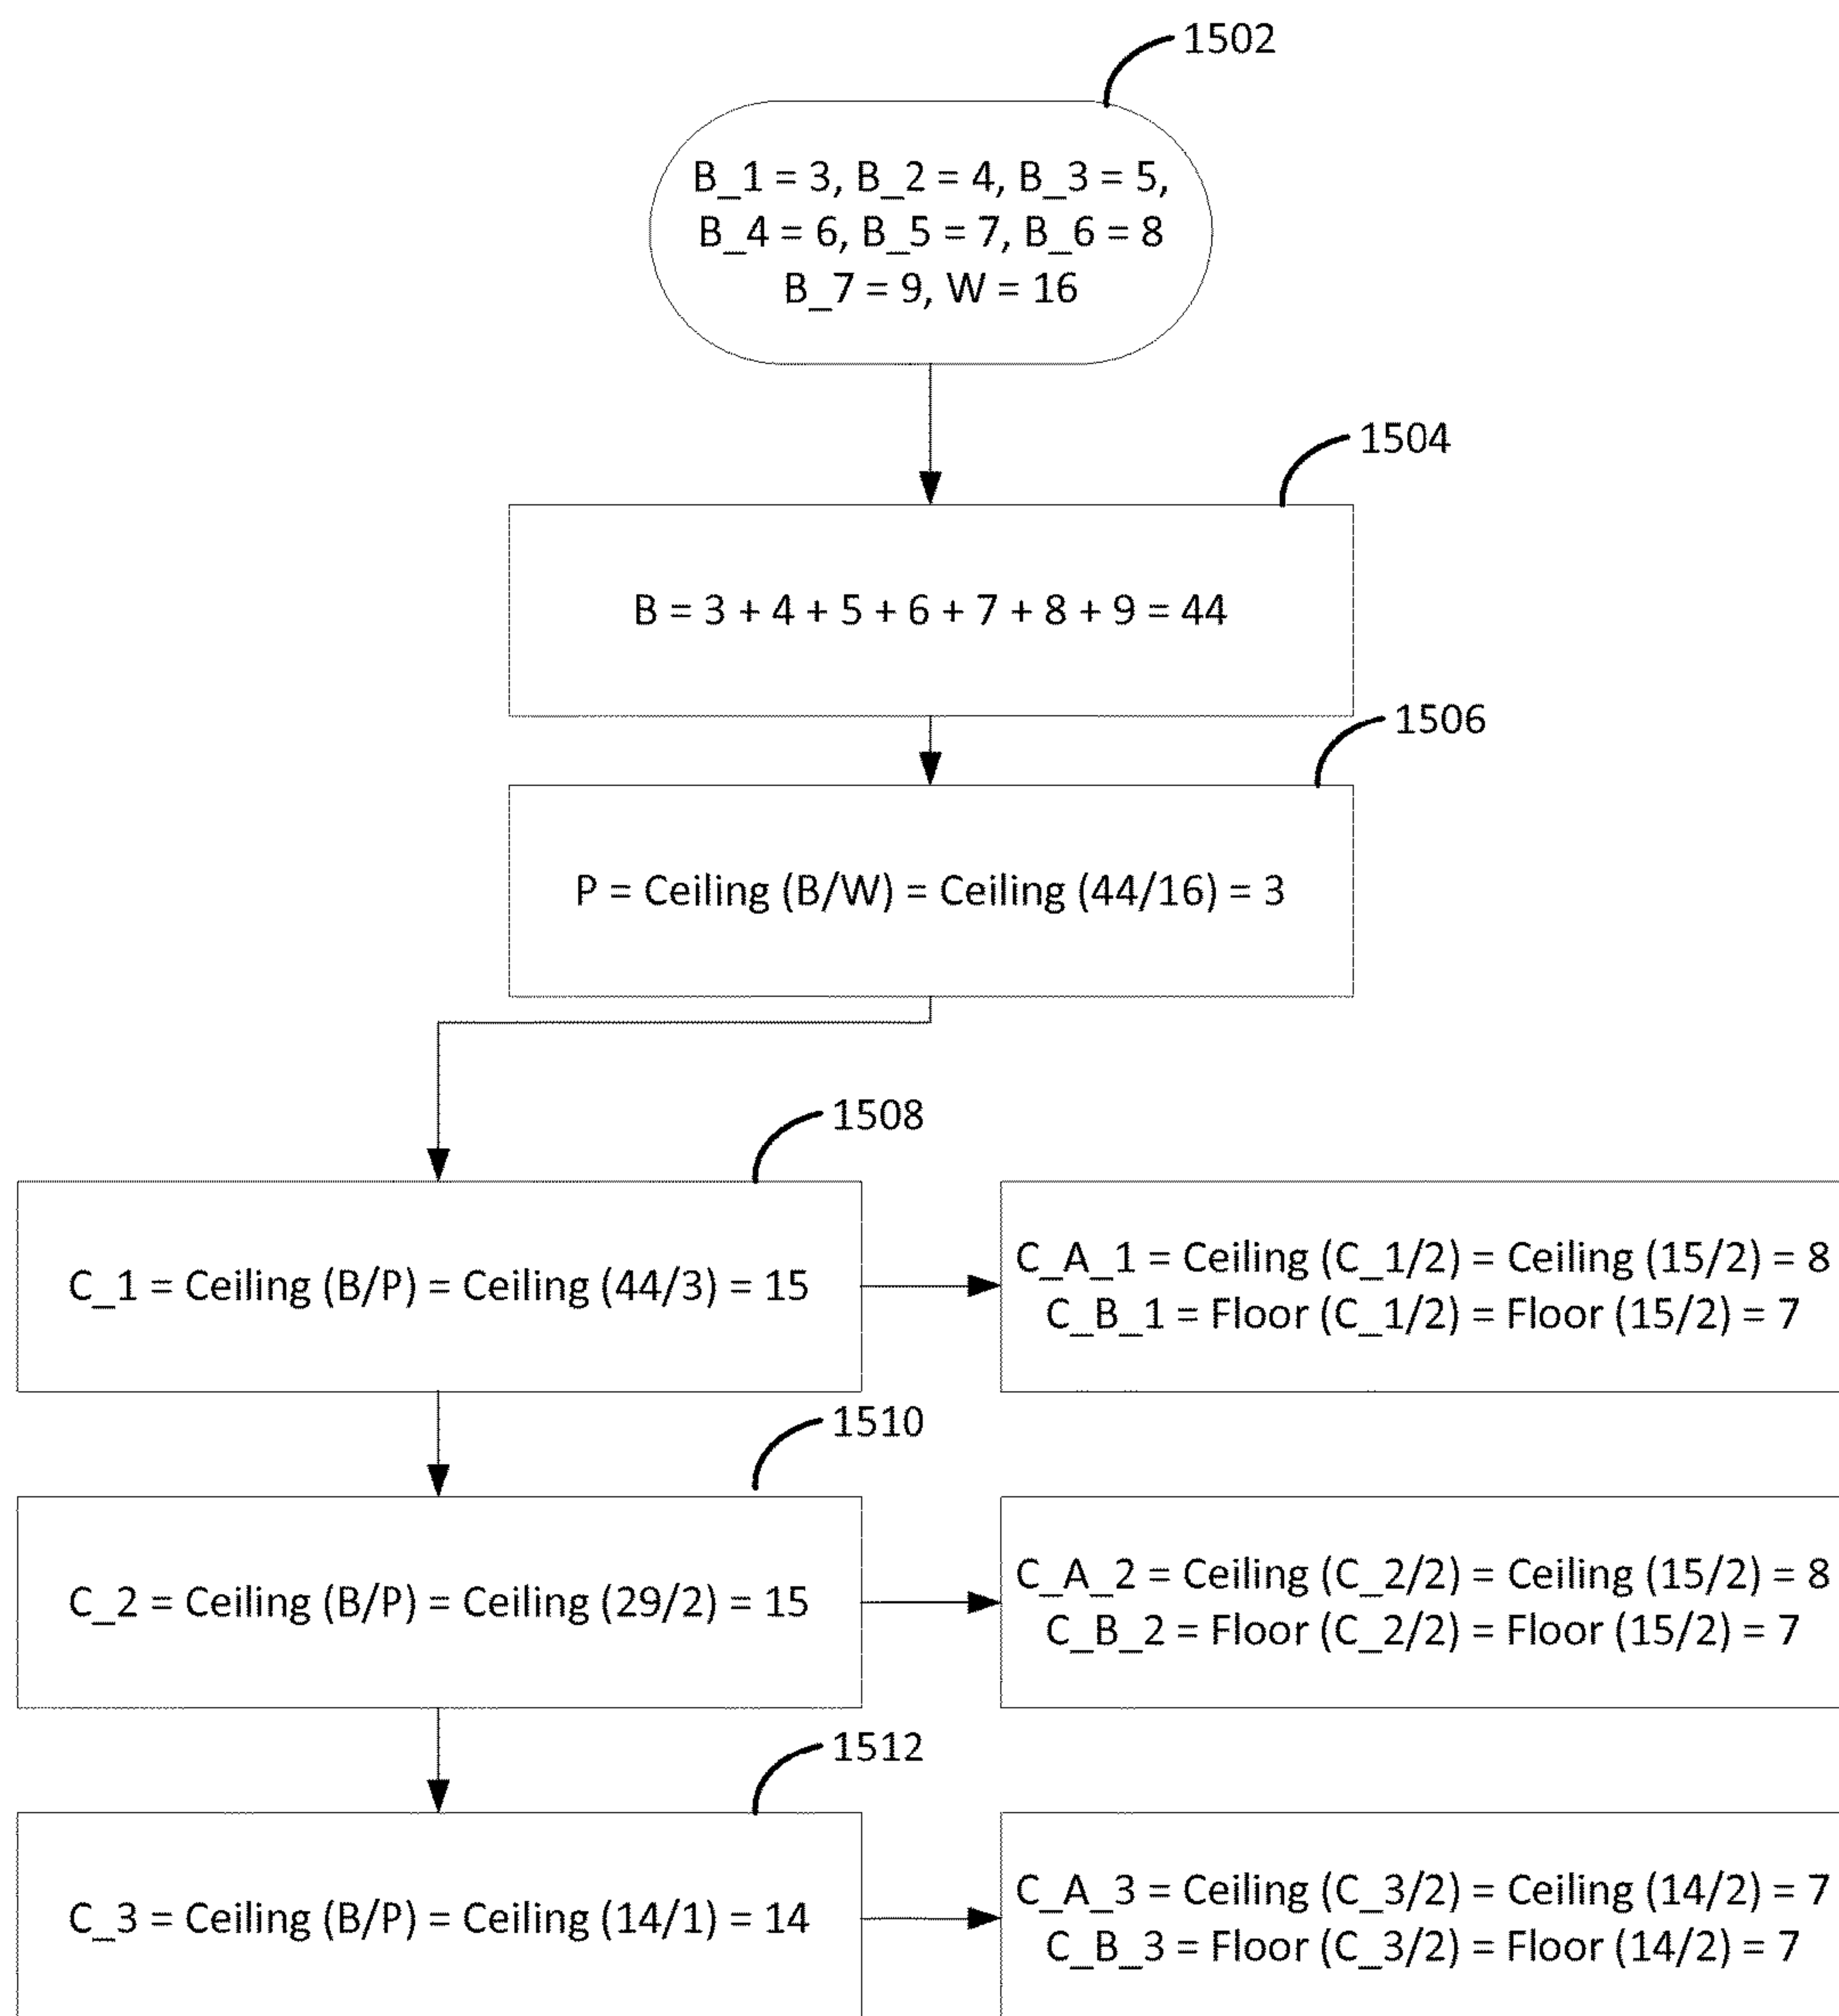 1502
B_1 = 3, B_2 = 4, B_3 = 5,
B_4 = 6, B_5 = 7, B_6 = 8
B_7 = 9, W = 16
1504
B = 3 + 4 + 5 + 6 + 7 + 8 + 9 = 44
1506
P = Ceiling (B/W) = Ceiling (44/16) = 3
1508
C_1 = Ceiling (B/P) = Ceiling (44/3) = 15
C_A_1 = Ceiling (C_1/2) = Ceiling (15/2) = 8
C_B_1 = Floor (C_1/2) = Floor (15/2) = 7
1510
C_2 = Ceiling (B/P) = Ceiling (29/2) = 15
C_A_2 = Ceiling (C_2/2) = Ceiling (15/2) = 8
C_B_2 = Floor (C_2/2) = Floor (15/2) = 7
1512
C_3 = Ceiling (B/P) = Ceiling (14/1) = 14
C_A_3 = Ceiling (C_3/2) = Ceiling (14/2) = 7
C_B_3 = Floor (C_3/2) = Floor (14/2) = 7